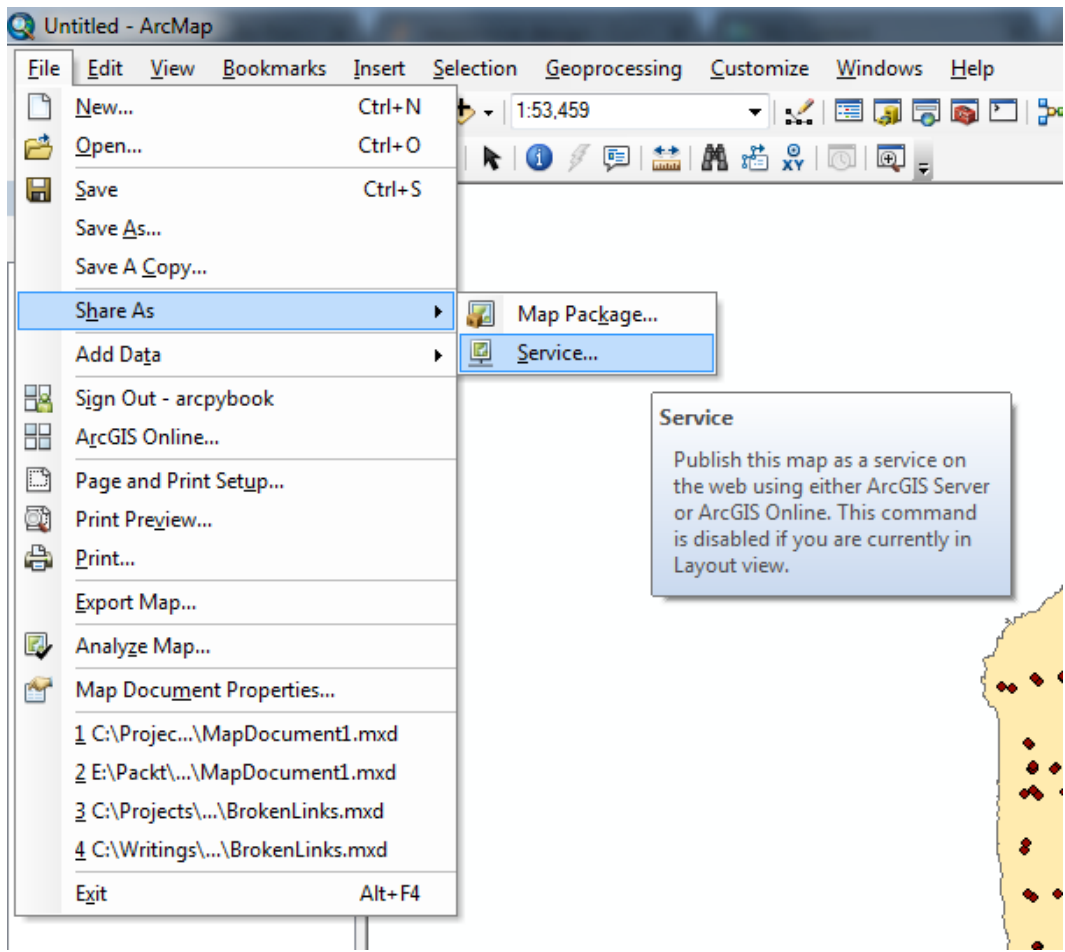 Untitled - ArcMap
File Edit View Bookmarks Insert Selection Geoprocessing Customize Windows Help
New... Ctrl+N
1:53,459
Open... Ctrl+O
XY
Save Ctrl+S
Save As...
Save A Copy...
Share As
Map Package...
Service...
Add Data
Sign Out - arcpybook
ArcGIS Online...
Page and Print Setup...
Print Preview...
Print...
Export Map...
Analyze Map...
Map Document Properties...
1 C:\Projec...\MapDocument1.mxd
2 E:\Packt\...\MapDocument1.mxd
3 C:\Projects\...\BrokenLinks.mxd
4 C:\Writings\...\BrokenLinks.mxd
Exit Alt+F4
Service
Publish this map as a service on
the web using either ArcGIS Server
or ArcGIS Online. This command
is disabled if you are currently in
Layout view.